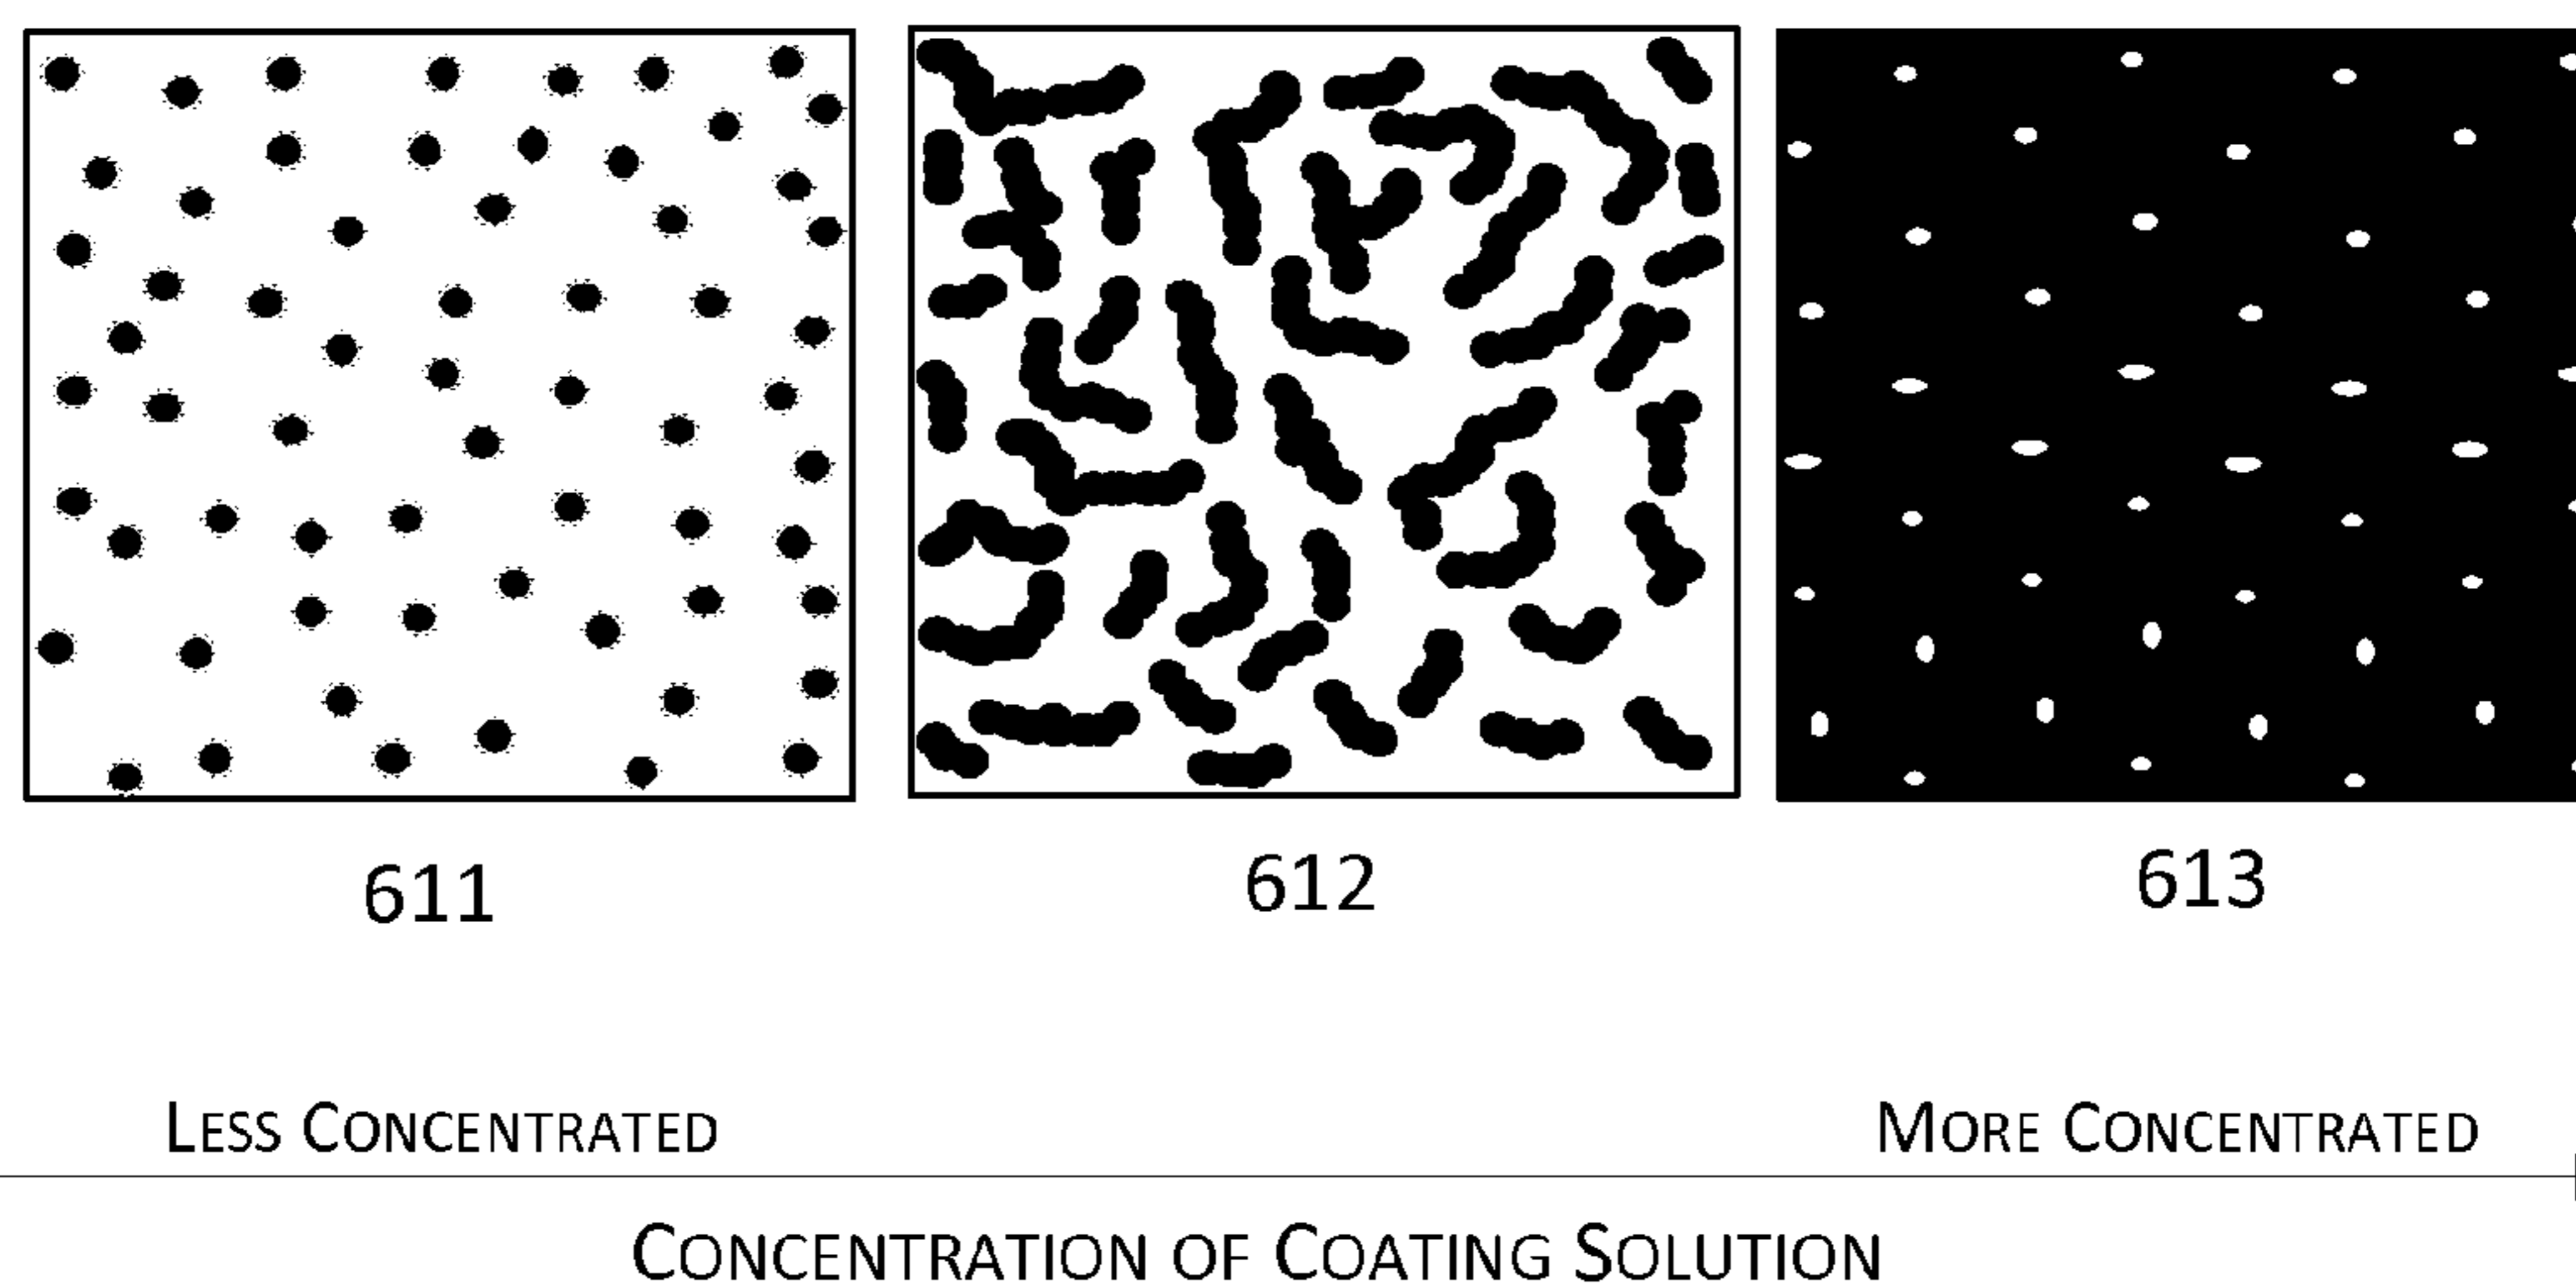 611 612 613
LESS CONCENTRATED MORE CONCENTRATED
CONCENTRATION OF COATING SOLUTION